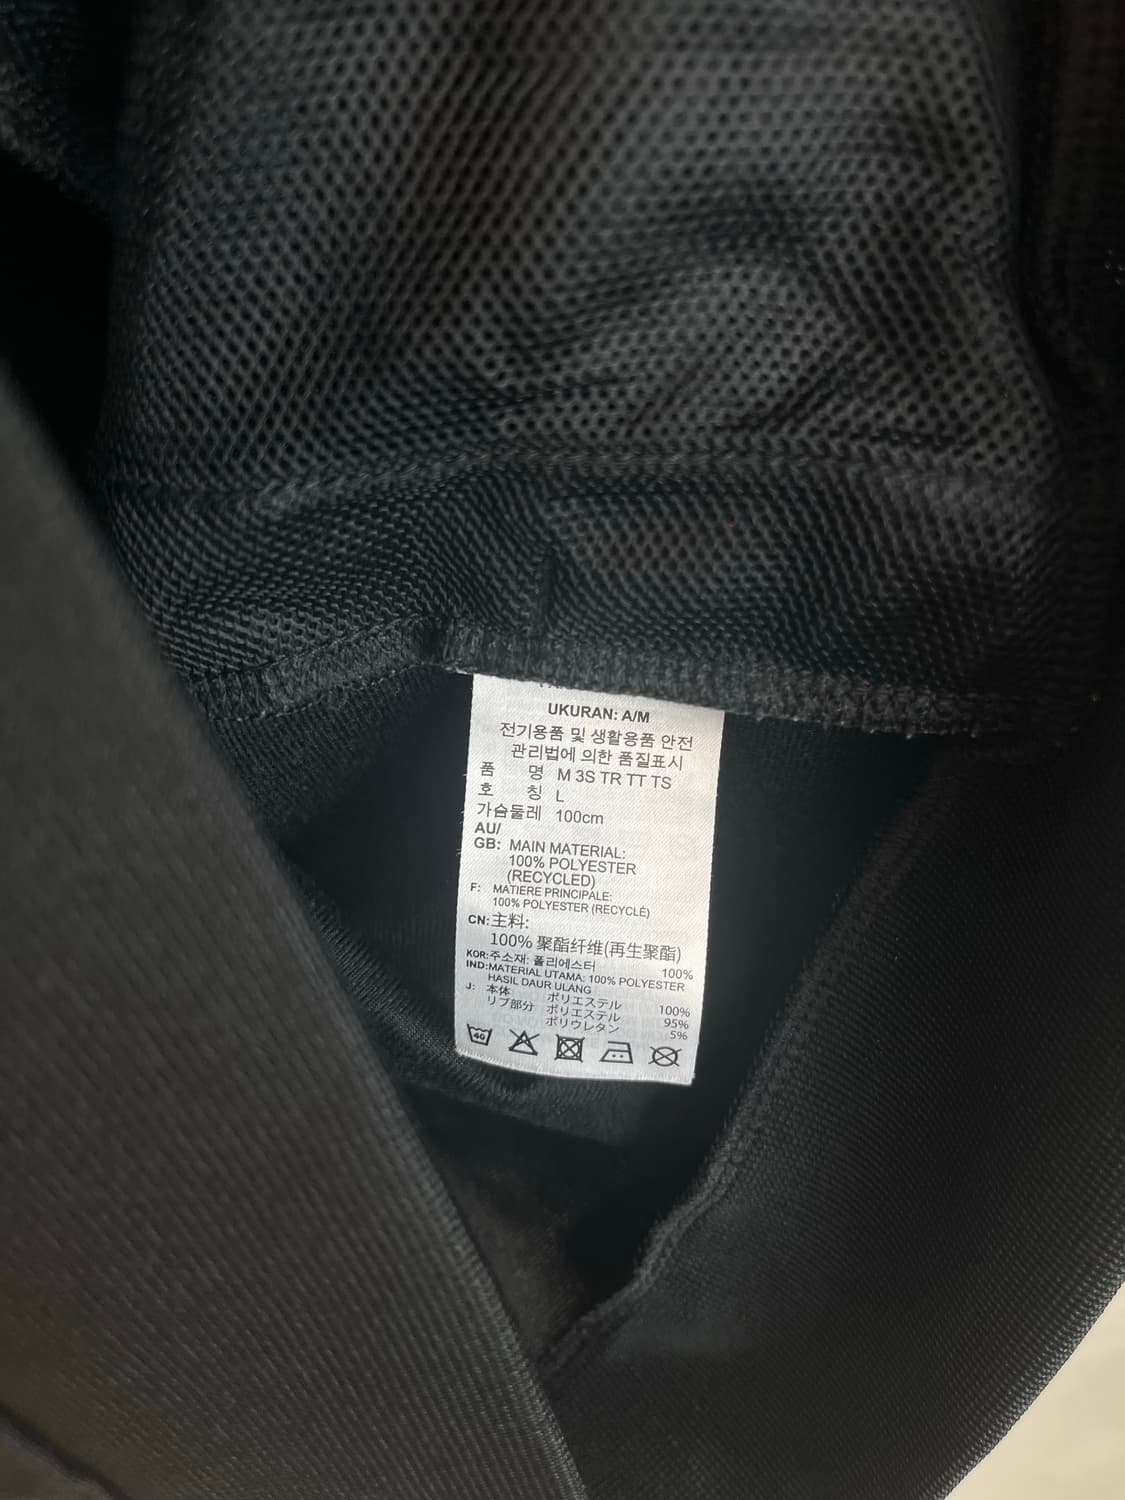 UKURAN: A/M
전기용품 및 생활용품 안전
관리법에 의한 품질표시
품 명 M 3S TR TT TS
호 칭 L
가슴둘레 100cm
AU/
GB: MAIN MATERIAL:
100% POLYESTER
(RECYCLED)
F: MATIERE PRINCIPALE:
100% POLYESTER (RECYCLÉ)
CN: 主料:
100% 聚酯纤维(再生聚酯)
KOR: 주소재: 폴리에스터 100%
IND: MATERIAL UTAMA: 100% POLYESTER
HASIL DAUR ULANG
J: 本体 ポリエステル 100%
リブ部分 ポリエステル 95%
ポリウレタン 5%
40